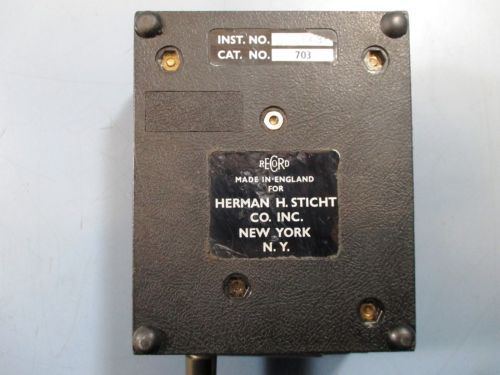 INST. NO.
CAT. NO. 703
RECORD
MADE IN ENGLAND
FOR
HERMAN H. STICHT
CO. INC.
NEW YORK
N. Y.